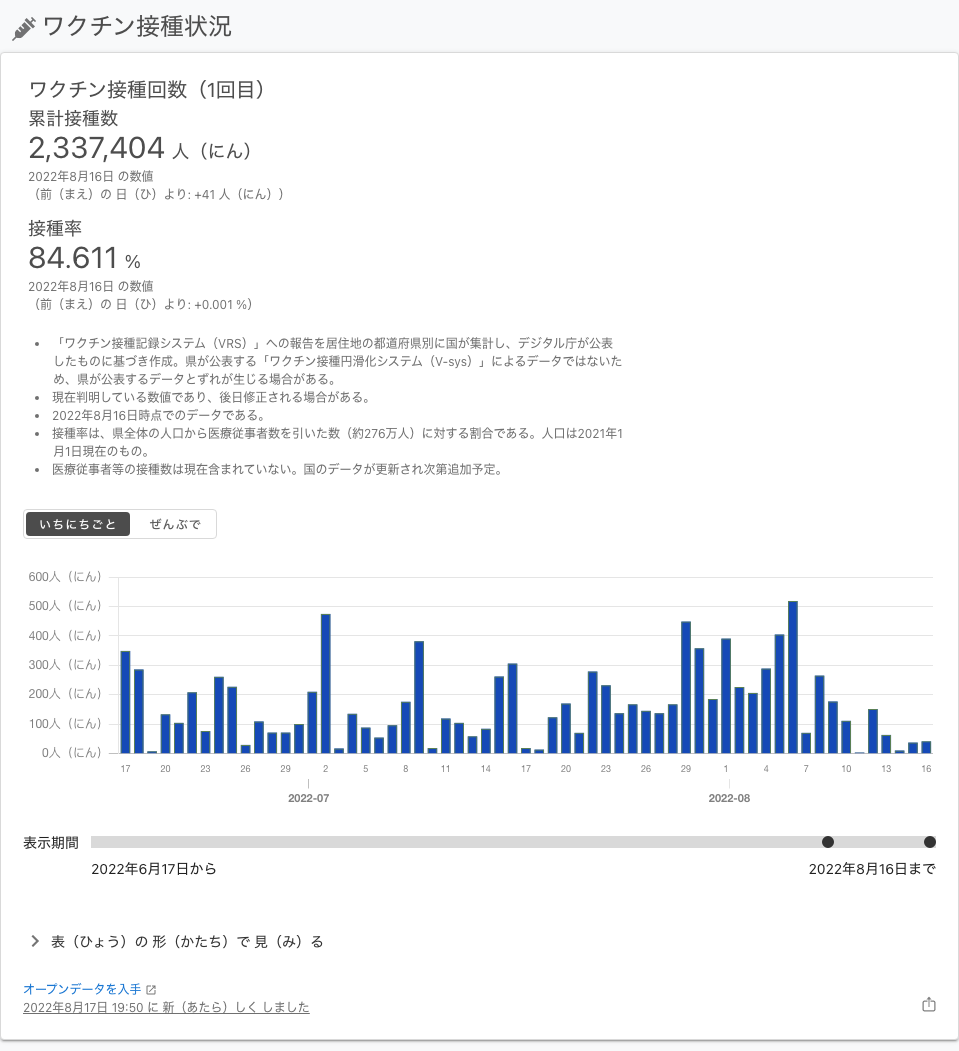 ワクチン接種状況
ワクチン接種回数（1回目）
累計接種数
2,337,404 人（にん）
2022年8月16日 の数値
（前（まえ）の 日（ひ）より: +41 人（にん））
接種率
84.611 %
2022年8月16日 の数値
（前（まえ）の 日（ひ）より: +0.001 %）
• 「ワクチン接種記録システム（VRS）」への報告を居住地の都道府県別に国が集計し、デジタル庁が公表
したものに基づき作成。県が公表する「ワクチン接種円滑化システム（V-sys）」によるデータではないた
め、県が公表するデータとずれが生じる場合がある。
• 現在判明している数値であり、後日修正される場合がある。
• 2022年8月16日時点でのデータである。
• 接種率は、県全体の人口から医療従事者数を引いた数（約276万人）に対する割合である。人口は2021年1
月1日現在のもの。
• 医療従事者等の接種数は現在含まれていない。国のデータが更新され次第追加予定。
いちにちごと ぜんぶで
600人（にん）
500人（にん）
400人（にん）
300人（にん）
200人（にん）
100人（にん）
0人（にん）
17 20 23 26 29 2 5 8 11 14 17 20 23 26 29 1 4 7 10 13 16
2022-07 2022-08
表示期間
2022年6月17日から 2022年8月16日まで
表（ひょう）の 形（かたち）で 見（み）る
オープンデータを入手
2022年8月17日 19:50 に 新（あたら）しく しました